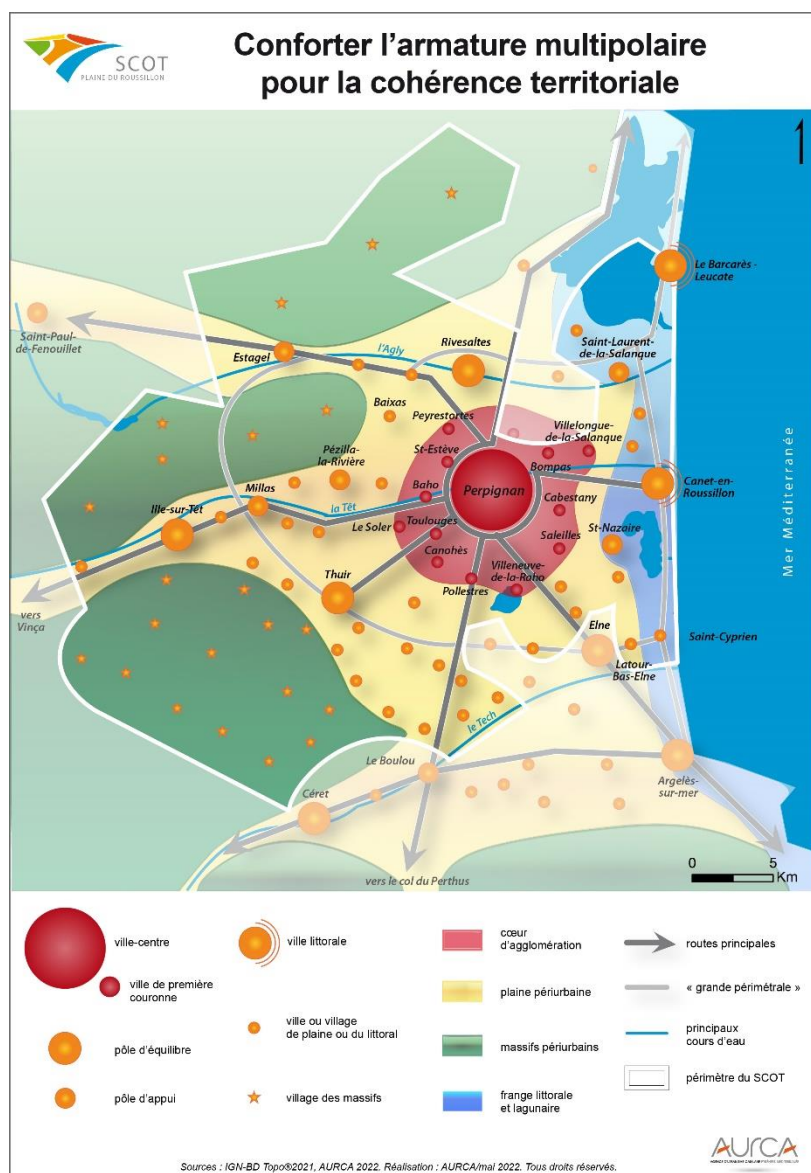 SCOT
PLAINE DU ROUSSILLON
Conforter l’armature multipolaire
pour la cohérence territoriale
Le Barcarès -
Leucate
Saint-Paul-
de-Fenouillet
Estagel
l'Agly
Rivesaltes
Saint-Laurent-
de-la-Salanque
Baixas
Peyrestortes
Villelongue-
de-la-Salanque
St-Estève
Bompas
Pézilla-
la-Rivière
Baho
Perpignan
Canet-en-
Roussillon
Millas
Ille-sur-Têt
la Têt
Cabestany
Le Soler
Toulouges
St-Nazaire
Saleilles
Canohès
Villeneuve-
de-la-Raho
Thuir
Pollestres
vers
Vinça
Elne
Saint-Cyprien
Latour-
Bas-Elne
le Tech
Le Boulou
Céret
Argelès-
sur-mer
vers le col du Perthus
Mer Méditerranée
0
5
Km
ville-centre
ville de première
couronne
pôle d’équilibre
pôle d’appui
ville littorale
ville ou village
de plaine ou du littoral
village des massifs
cœur
d’agglomération
plaine périurbaine
massifs périurbains
frange littorale
et lagunaire
routes principales
« grande périmétrale »
principaux
cours d’eau
périmètre du SCOT
Sources : IGN-BD Topo®2021, AURCA 2022. Réalisation : AURCA/mai 2022. Tous droits réservés.
AURCA